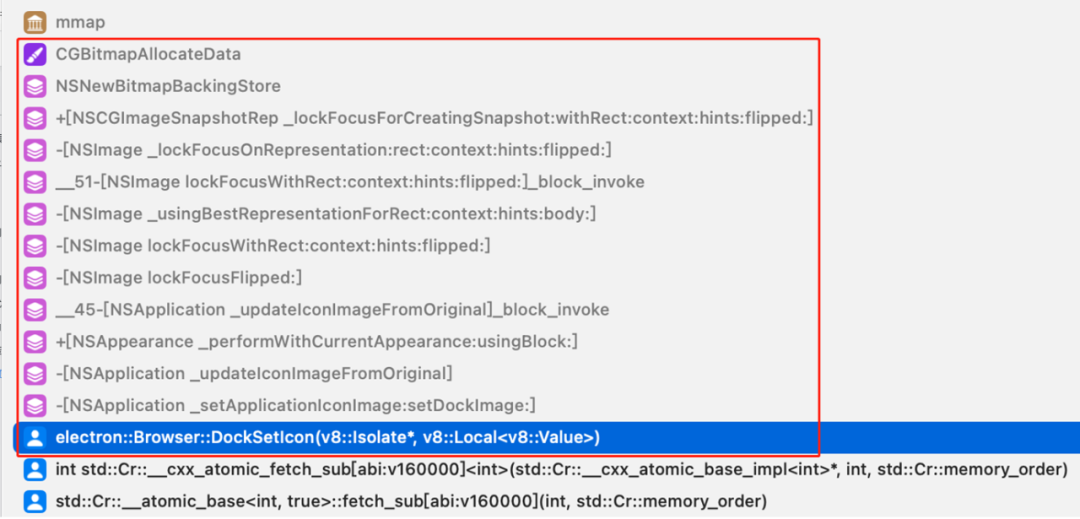 mmap
CGBitmapAllocateData
NSNewBitmapBackingStore
+[NSCGImageSnapshotRep _lockFocusForCreatingSnapshot:withRect:context:hints:flipped:]
-[NSImage _lockFocusOnRepresentation:rect:context:hints:flipped:]
__51-[NSImage lockFocusWithRect:context:hints:flipped:]_block_invoke
-[NSImage _usingBestRepresentationForRect:context:hints:body:]
-[NSImage lockFocusWithRect:context:hints:flipped:]
-[NSImage lockFocusFlipped:]
__45-[NSApplication _updateIconImageFromOriginal]_block_invoke
+[NSAppearance _performWithCurrentAppearance:usingBlock:]
-[NSApplication _updateIconImageFromOriginal]
-[NSApplication _setApplicationIconImage:setDockImage:]
electron::Browser::DockSetIcon(v8::Isolate*, v8::Local<v8::Value>)
int std::Cr::__cxx_atomic_fetch_sub[abi:v160000]<int>(std::Cr::__cxx_atomic_base_impl<int>*, int, std::Cr::memory_order)
std::Cr::__atomic_base<int, true>::fetch_sub[abi:v160000](int, std::Cr::memory_order)